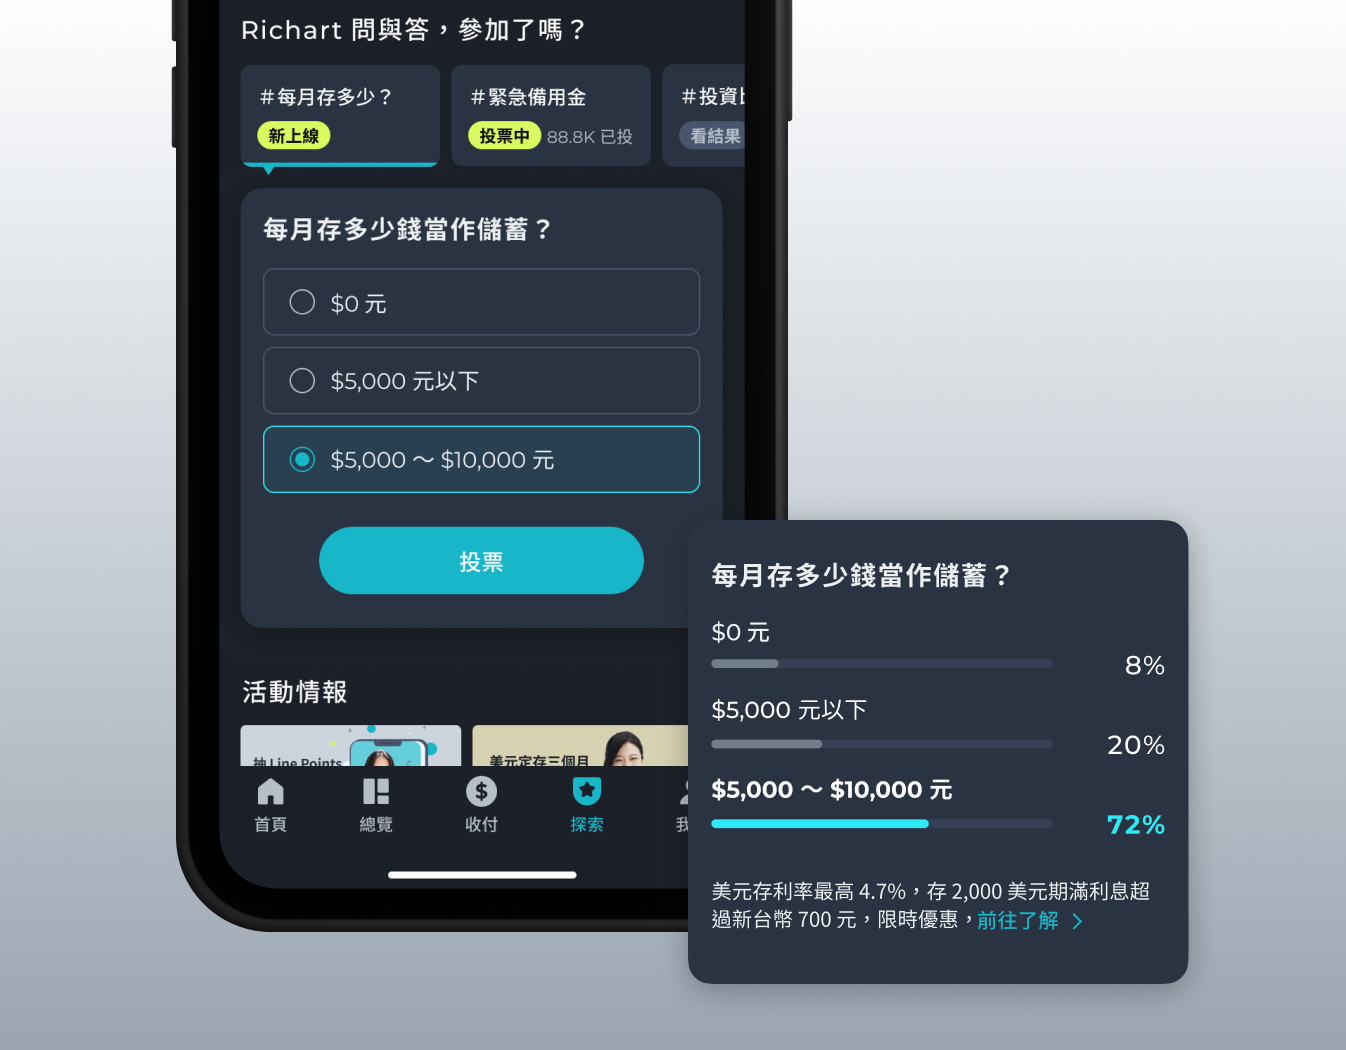 Richart 問與答，參加了嗎？
#每月存多少？
新上線
#緊急備用金
投票中 88.8K 已投
#投資
看結果
每月存多少錢當作儲蓄？
$0 元
$5,000 元以下
$5,000 ～ $10,000 元
投票
活動情報
抽 Line Points
美元定存三個月
首頁
總覽
收付
探索
我
每月存多少錢當作儲蓄？
$0 元
8%
$5,000 元以下
20%
$5,000 ～ $10,000 元
72%
美元存利率最高 4.7%，存 2,000 美元期滿利息超
過新台幣 700 元，限時優惠，前往了解 >